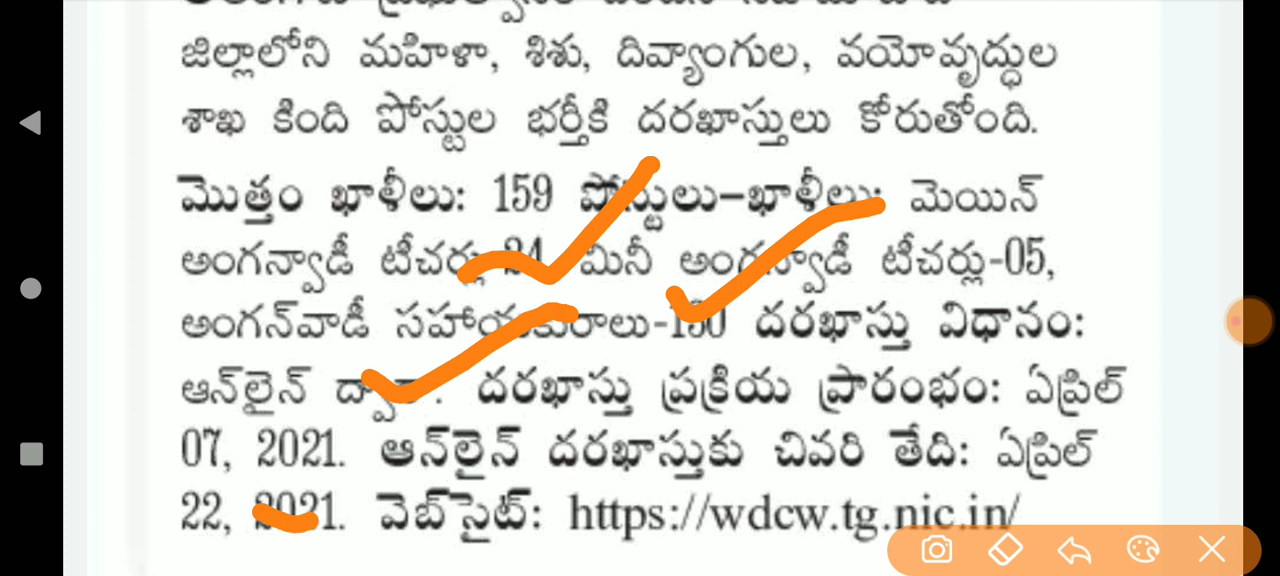 జిల్లాలోని మహిళా, శిశు, దివ్యాంగుల, వయోవృద్ధుల
శాఖ కింది పోస్టుల భర్తీకి దరఖాస్తులు కోరుతోంది.
మొత్తం ఖాళీలు: 159 పోస్టులు-ఖాళీలు: మెయిన్
అంగన్వాడీ టీచర్లు-24 మినీ అంగన్వాడీ టీచర్లు-05,
అంగన్‌వాడీ సహాయకురాలు-130 దరఖాస్తు విధానం:
ఆన్‌లైన్ ద్వారా. దరఖాస్తు ప్రక్రియ ప్రారంభం: ఏప్రిల్
07, 2021. ఆన్‌లైన్ దరఖాస్తుకు చివరి తేది: ఏప్రిల్
22, 2021. వెబ్‌సైట్: https://wdcw.tg.nic.in/